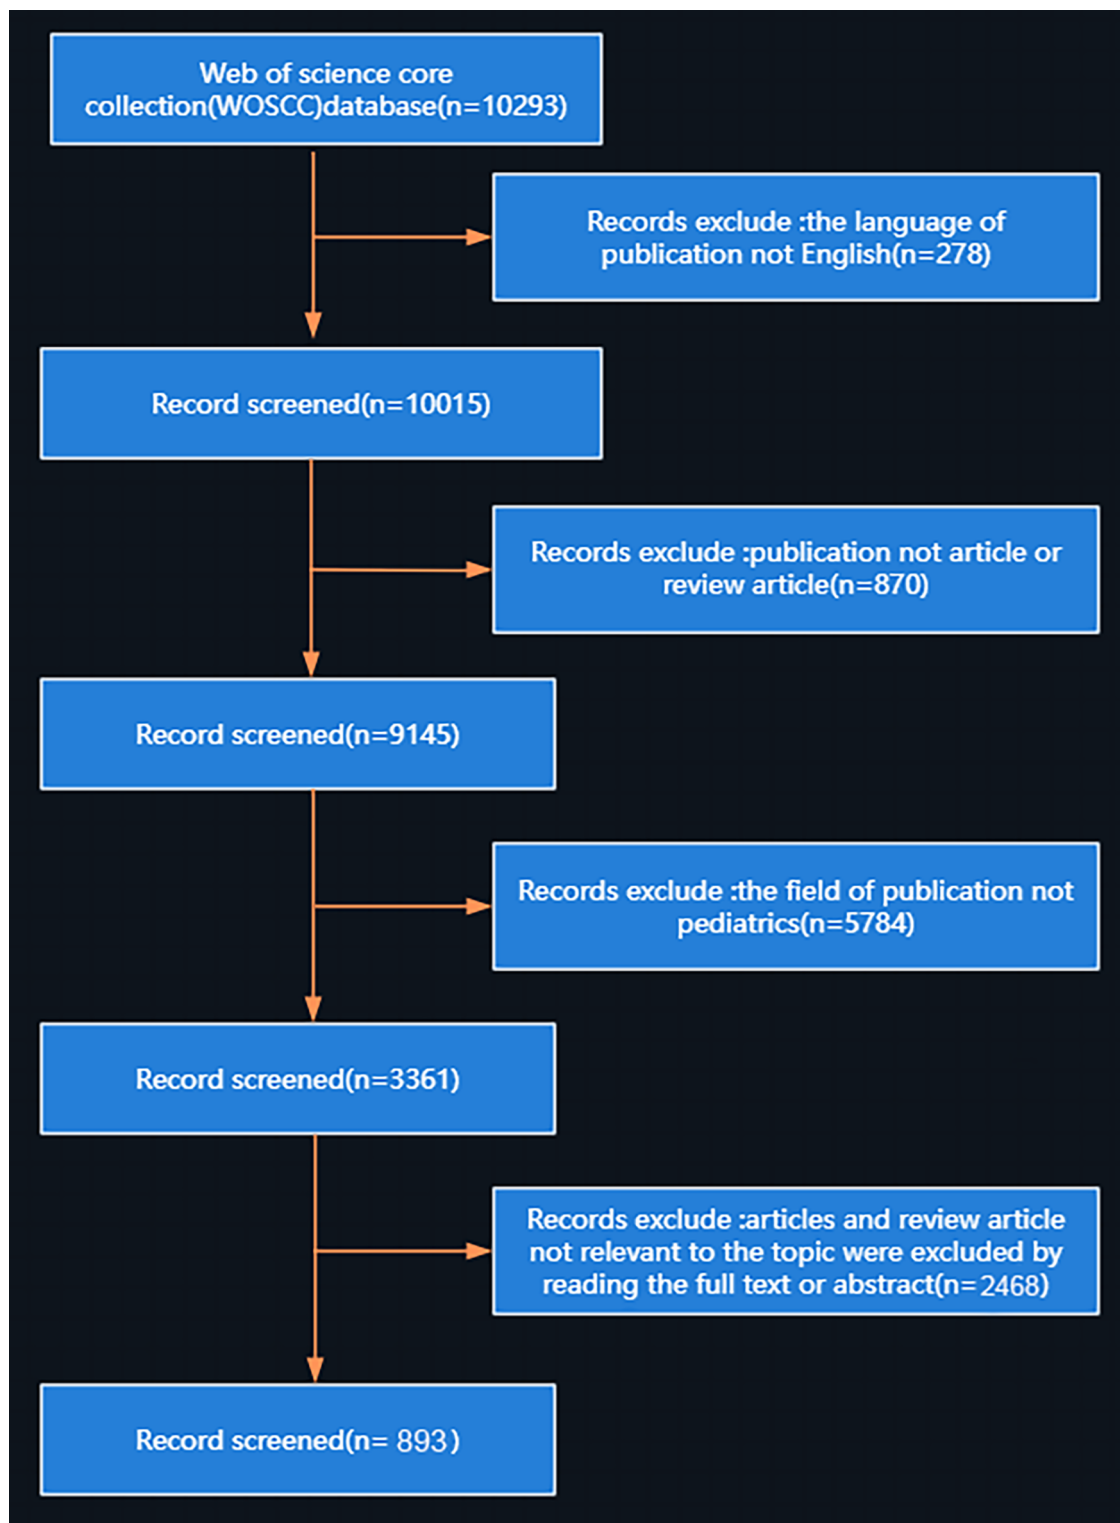 Web of science core
collection(WOSCC)database(n=10293)
Records exclude :the language of
publication not English(n=278)
Record screened(n=10015)
Records exclude :publication not article or
review article(n=870)
Record screened(n=9145)
Records exclude :the field of publication not
pediatrics(n=5784)
Record screened(n=3361)
Records exclude :articles and review article
not relevant to the topic were excluded by
reading the full text or abstract(n=2468)
Record screened(n= 893)